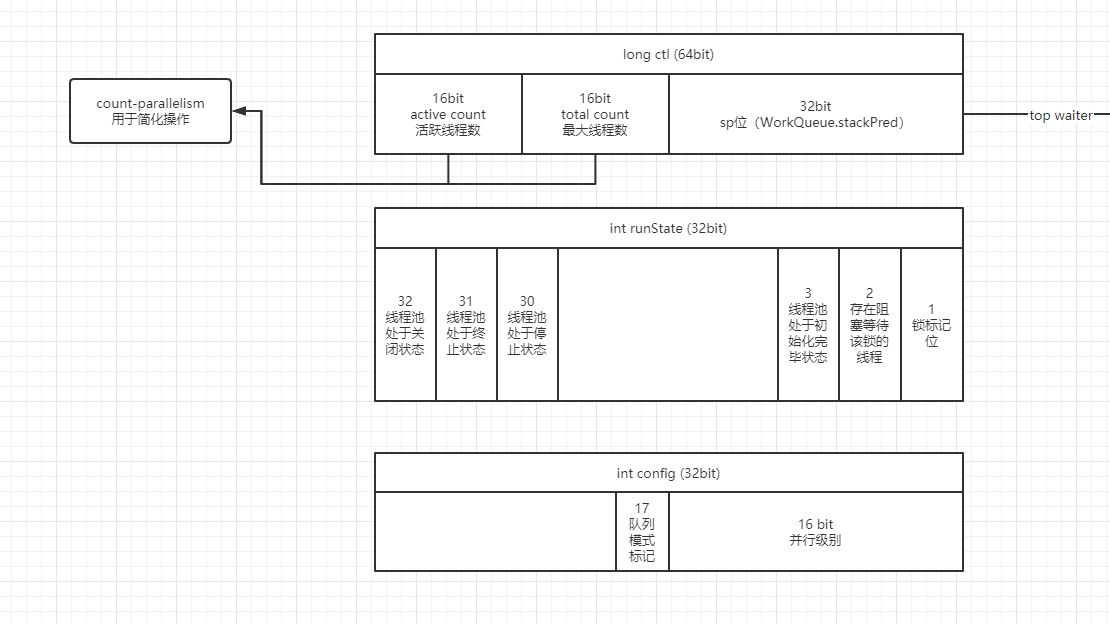 long ctl (64bit)
count-parallelism
用于简化操作
16bit
active count
活跃线程数
16bit
total count
最大线程数
32bit
sp位（WorkQueue.stackPred）
top waiter
int runState (32bit)
32
线程池
处于关
闭状态
31
线程池
处于终
止状态
30
线程池
处于停
止状态
3
线程池
处于初
始化完
毕状态
2
存在阻
塞等待
该锁的
线程
1
锁标记
位
int config (32bit)
17
队列
模式
标记
16 bit
并行级别